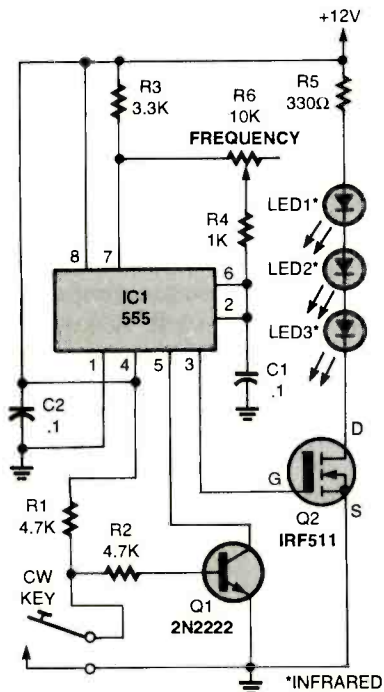 +12V
R3
3.3K
R6
10K
FREQUENCY
R5
330Ω
LED1*
R4
1K
8 7
LED2*
6
IC1
555
2
LED3*
1 4 5 3
C1
.1
C2
.1
D
G
S
Q2
IRF511
R1
4.7K
R2
4.7K
CW
KEY
Q1
2N2222
*INFRARED